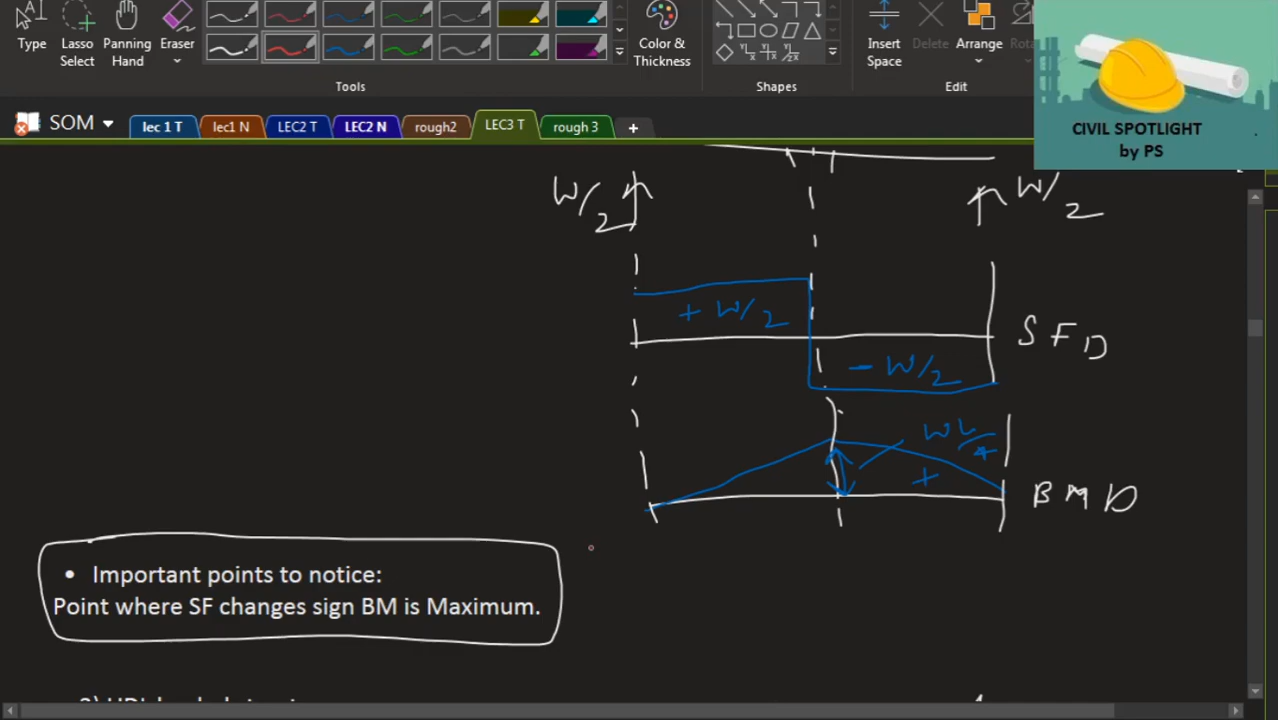 Type
Lasso
Select
Panning
Hand
Eraser
Color &
Thickness
Insert
Space
Delete
Arrange
Tools
Shapes
Edit
CIVIL SPOTLIGHT
by PS
SOM
lec 1 T
lec1 N
LEC2 T
LEC2 N
rough2
LEC3 T
rough 3
W/2
W/2
+ W/2
- W/2
SFD
WL/4
+
BMD
• Important points to notice:
Point where SF changes sign BM is Maximum.